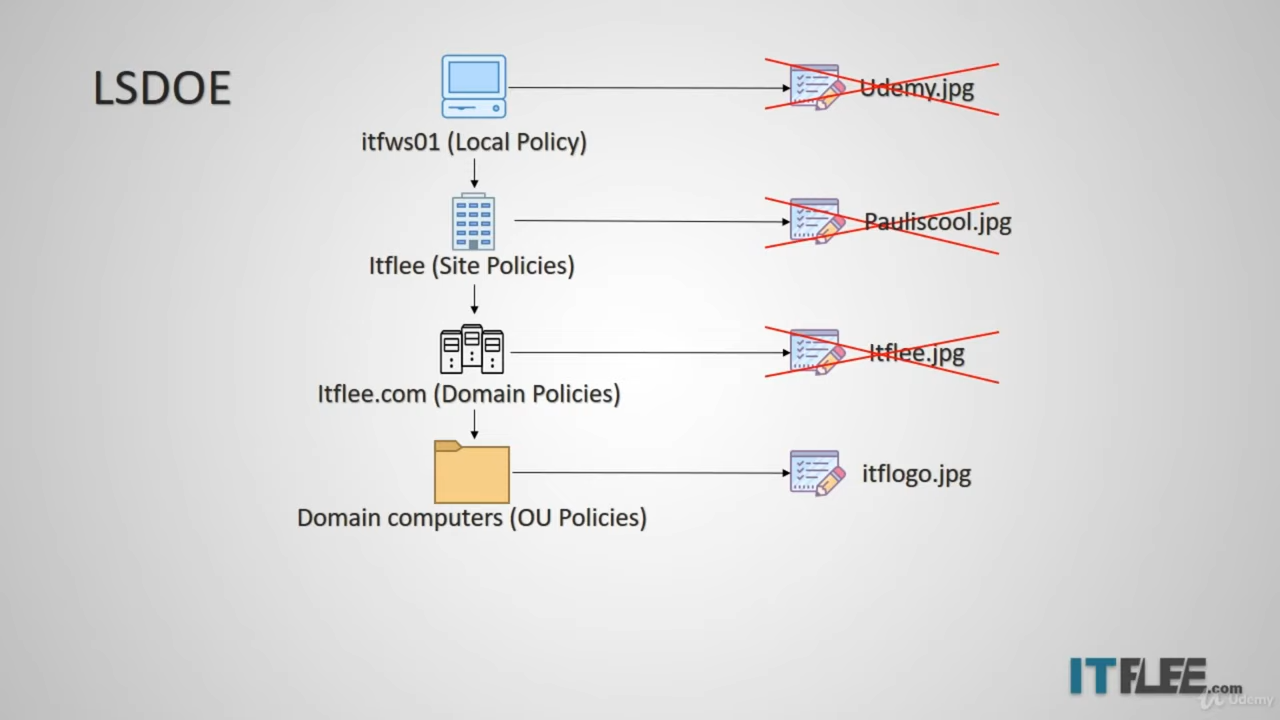 LSDOE
Udemy.jpg
itfws01 (Local Policy)
Pauliscool.jpg
Itflee (Site Policies)
Itflee.jpg
Itflee.com (Domain Policies)
itflogo.jpg
Domain computers (OU Policies)
ITFLEE.com
Udemy